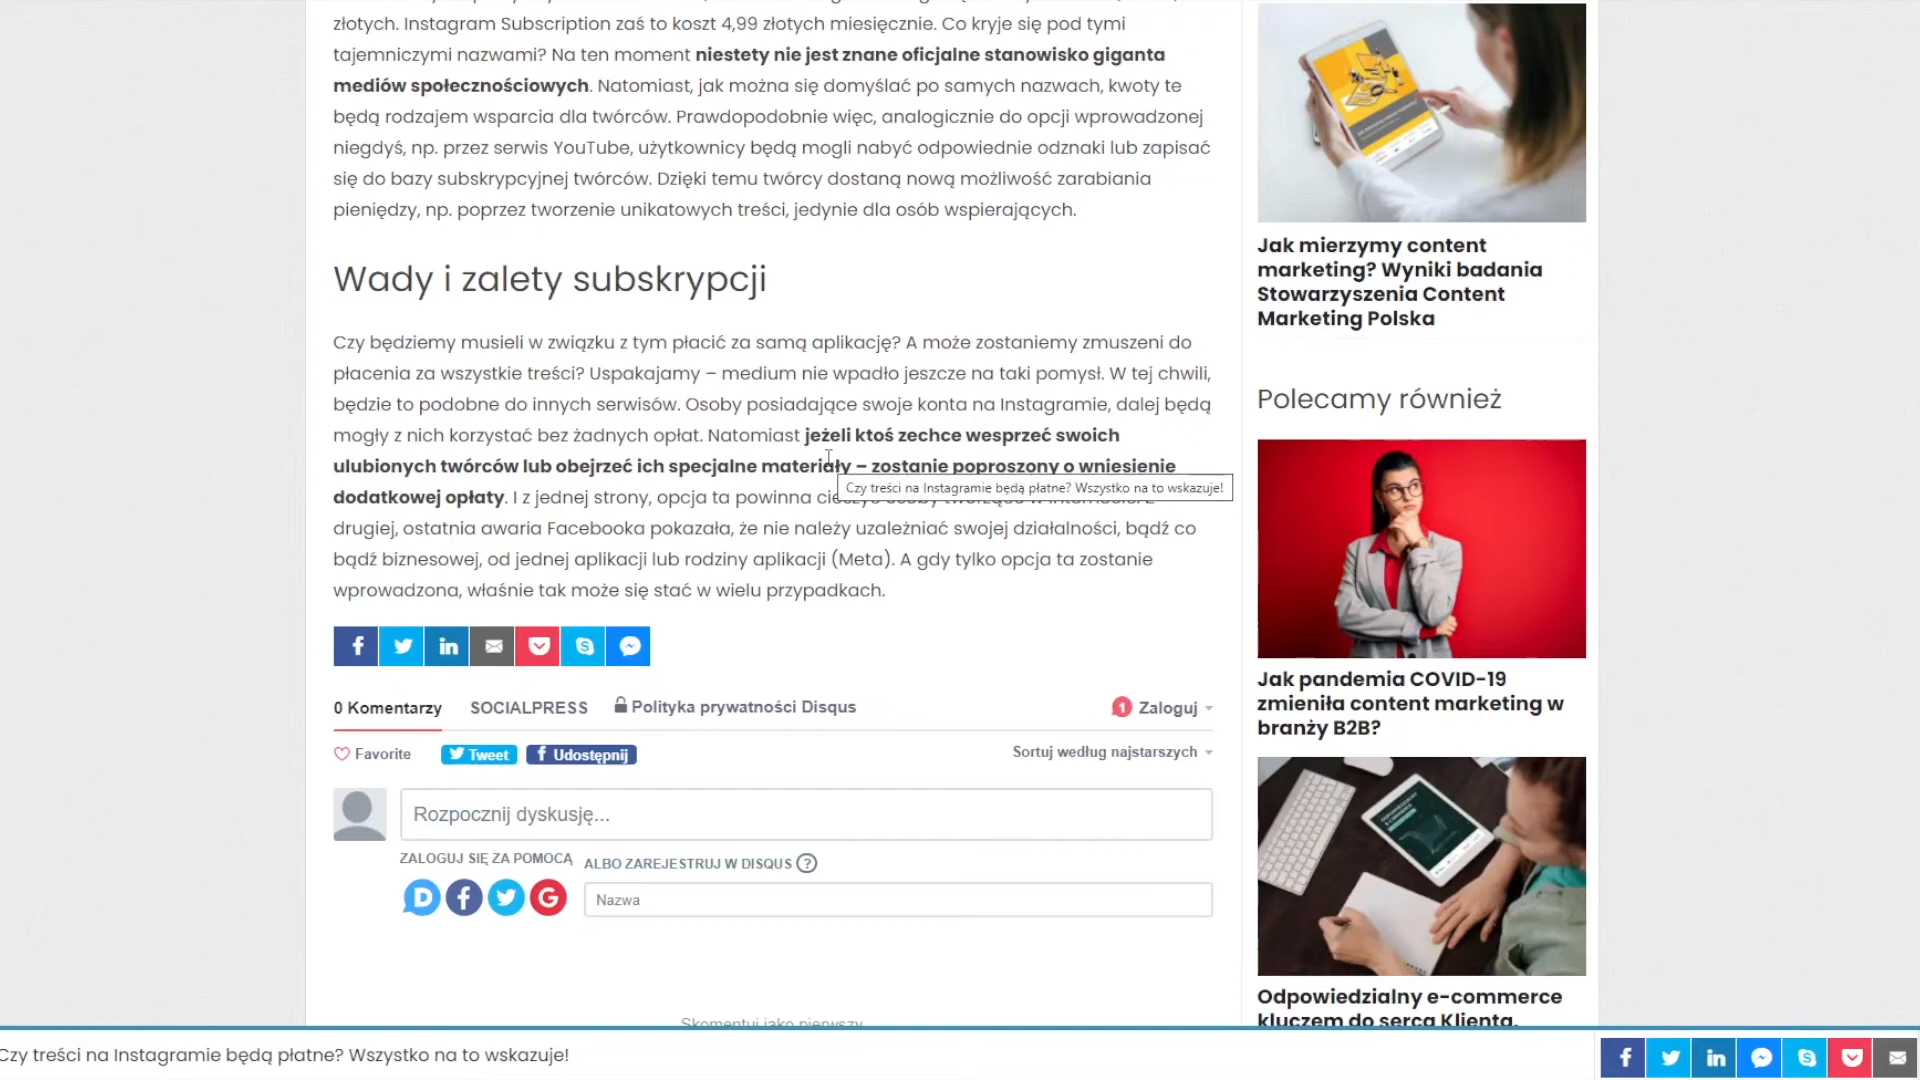 złotych. Instagram Subscription zaś to koszt 4,99 złotych miesięcznie. Co kryje się pod tymi
tajemniczymi nazwami? Na ten moment niestety nie jest znane oficjalne stanowisko giganta
mediów społecznościowych. Natomiast, jak można się domyślać po samych nazwach, kwoty te
będą rodzajem wsparcia dla twórców. Prawdopodobnie więc, analogicznie do opcji wprowadzonej
niegdyś, np. przez serwis YouTube, użytkownicy będą mogli nabyć odpowiednie odznaki lub zapisać
się do bazy subskrypcyjnej twórców. Dzięki temu twórcy dostaną nową możliwość zarabiania
pieniędzy, np. poprzez tworzenie unikatowych treści, jedynie dla osób wspierających.
Wady i zalety subskrypcji
Czy będziemy musieli w związku z tym płacić za samą aplikację? A może zostaniemy zmuszeni do
płacenia za wszystkie treści? Uspakajamy – medium nie wpadło jeszcze na taki pomysł. W tej chwili,
będzie to podobne do innych serwisów. Osoby posiadające swoje konta na Instagramie, dalej będą
mogły z nich korzystać bez żadnych opłat. Natomiast jeżeli ktoś zechce wesprzeć swoich
ulubionych twórców lub obejrzeć ich specjalne materiały – zostanie poproszony o wniesienie
Czy treści na Instagramie będą płatne? Wszystko na to wskazuje!
dodatkowej opłaty. I z jednej strony, opcja ta powinna
drugiej, ostatnia awaria Facebooka pokazała, że nie należy uzależniać swojej działalności, bądź co
bądź biznesowej, od jednej aplikacji lub rodziny aplikacji (Meta). A gdy tylko opcja ta zostanie
wprowadzona, właśnie tak może się stać w wielu przypadkach.
0 Komentarzy SOCIALPRESS Polityka prywatności Disqus 1 Zaloguj
Favorite Tweet Udostępnij Sortuj według najstarszych
Rozpocznij dyskusję...
ZALOGUJ SIĘ ZA POMOCĄ ALBO ZAREJESTRUJ W DISQUS ?
Nazwa
Skomentuj jako pierwszy.
Jak mierzymy content
marketing? Wyniki badania
Stowarzyszenia Content
Marketing Polska
Polecamy również
Jak pandemia COVID-19
zmieniła content marketing w
branży B2B?
Odpowiedzialny e-commerce
kluczem do serca Klienta.
Czy treści na Instagramie będą płatne? Wszystko na to wskazuje!